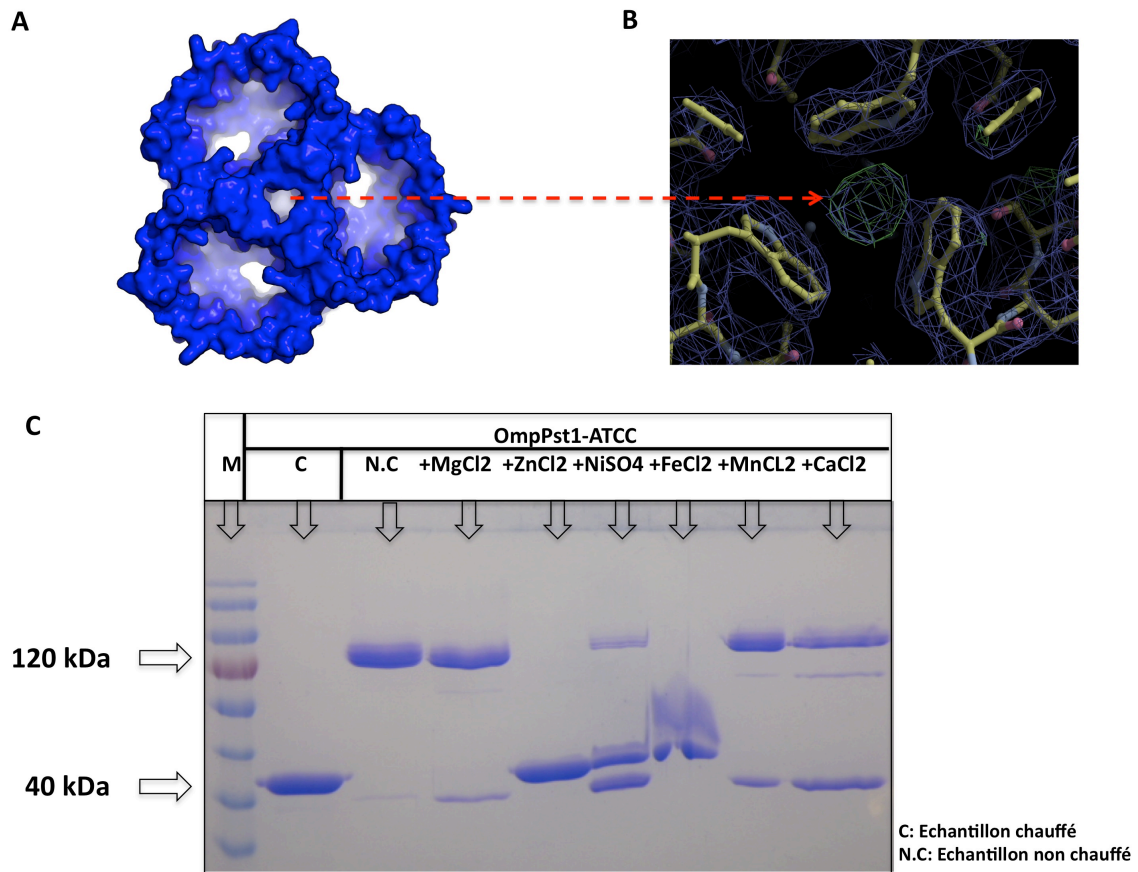 A
B
C
OmpPst1-ATCC
M C N.C +MgCl2 +ZnCl2 +NiSO4 +FeCl2 +MnCL2 +CaCl2
120 kDa
40 kDa
C: Echantillon chauffé
N.C: Echantillon non chauffé